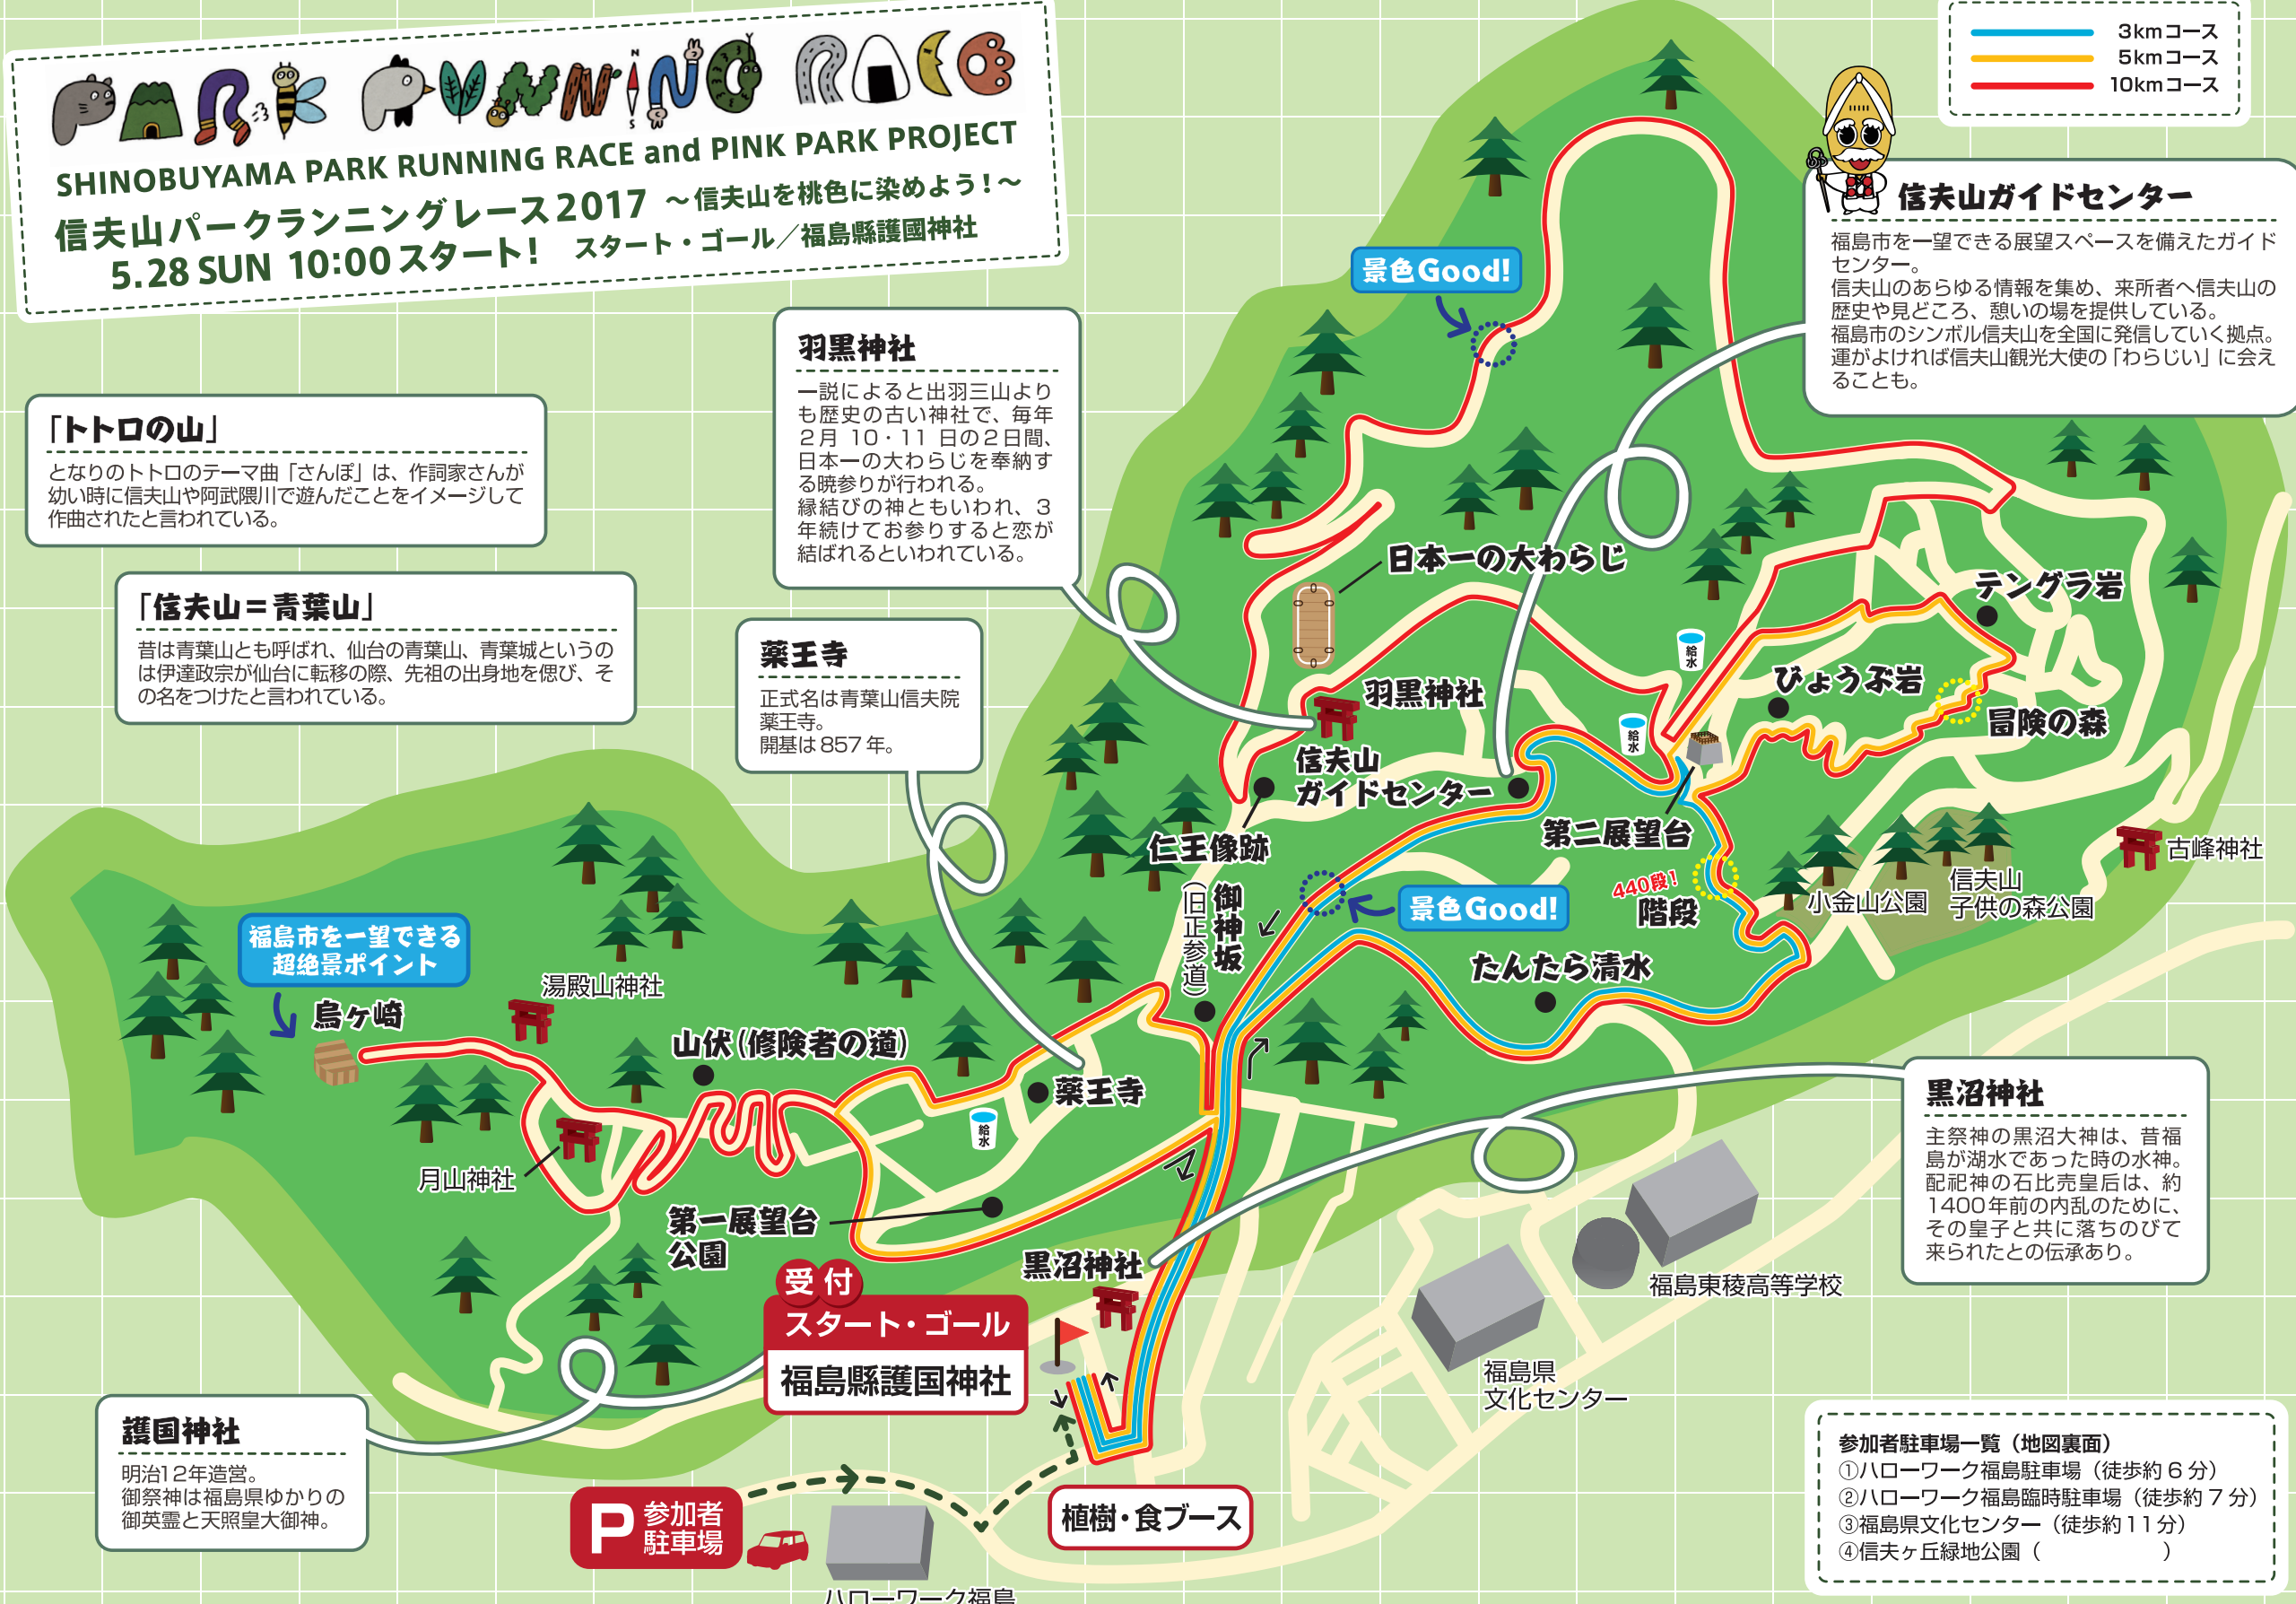 PARK RUNNING RACE
SHINOBUYAMA PARK RUNNING RACE and PINK PARK PROJECT
信夫山パークランニングレース2017 ～信夫山を桃色に染めよう！～
5.28 SUN 10:00スタート！ スタート・ゴール／福島縣護國神社
3kmコース
5kmコース
10kmコース
信夫山ガイドセンター
福島市を一望できる展望スペースを備えたガイド
センター。
信夫山のあらゆる情報を集め、来所者へ信夫山の
歴史や見どころ、憩いの場を提供している。
福島市のシンボル信夫山を全国に発信していく拠点。
運がよければ信夫山観光大使の「わらじい」に会え
ることも。
景色Good!
羽黒神社
一説によると出羽三山より
も歴史の古い神社で、毎年
２月 10・11 日の２日間、
日本一の大わらじを奉納す
る暁参りが行われる。
縁結びの神ともいわれ、３
年続けてお参りすると恋が
結ばれるといわれている。
「トトロの山」
となりのトトロのテーマ曲「さんぽ」は、作詞家さんが
幼い時に信夫山や阿武隈川で遊んだことをイメージして
作曲されたと言われている。
「信夫山＝青葉山」
昔は青葉山とも呼ばれ、仙台の青葉山、青葉城というの
は伊達政宗が仙台に転移の際、先祖の出身地を偲び、そ
の名をつけたと言われている。
薬王寺
正式名は青葉山信夫院
薬王寺。
開基は 857 年。
日本一の大わらじ
テングラ岩
給水
びょうぶ岩
羽黒神社
冒険の森
給水
信夫山
ガイドセンター
第二展望台
仁王像跡
古峰神社
440段！
階段
小金山公園
信夫山
子供の森公園
御神坂
（旧正参道）
景色Good!
たんたら清水
福島市を一望できる
超絶景ポイント
烏ヶ崎
湯殿山神社
山伏（修険者の道）
薬王寺
給水
月山神社
第一展望台
公園
黒沼神社
黒沼神社
主祭神の黒沼大神は、昔福
島が湖水であった時の水神。
配祀神の石比売皇后は、約
1400年前の内乱のために、
その皇子と共に落ちのびて
来られたとの伝承あり。
受付
スタート・ゴール
福島縣護国神社
福島東稜高等学校
福島県
文化センター
護国神社
明治12年造営。
御祭神は福島県ゆかりの
御英霊と天照皇大御神。
P 参加者
駐車場
植樹・食ブース
ハローワーク福島
参加者駐車場一覧（地図裏面）
①ハローワーク福島駐車場（徒歩約 6 分）
②ハローワーク福島臨時駐車場（徒歩約 7 分）
③福島県文化センター（徒歩約 11 分）
④信夫ヶ丘緑地公園（　　　　　　）
N
S